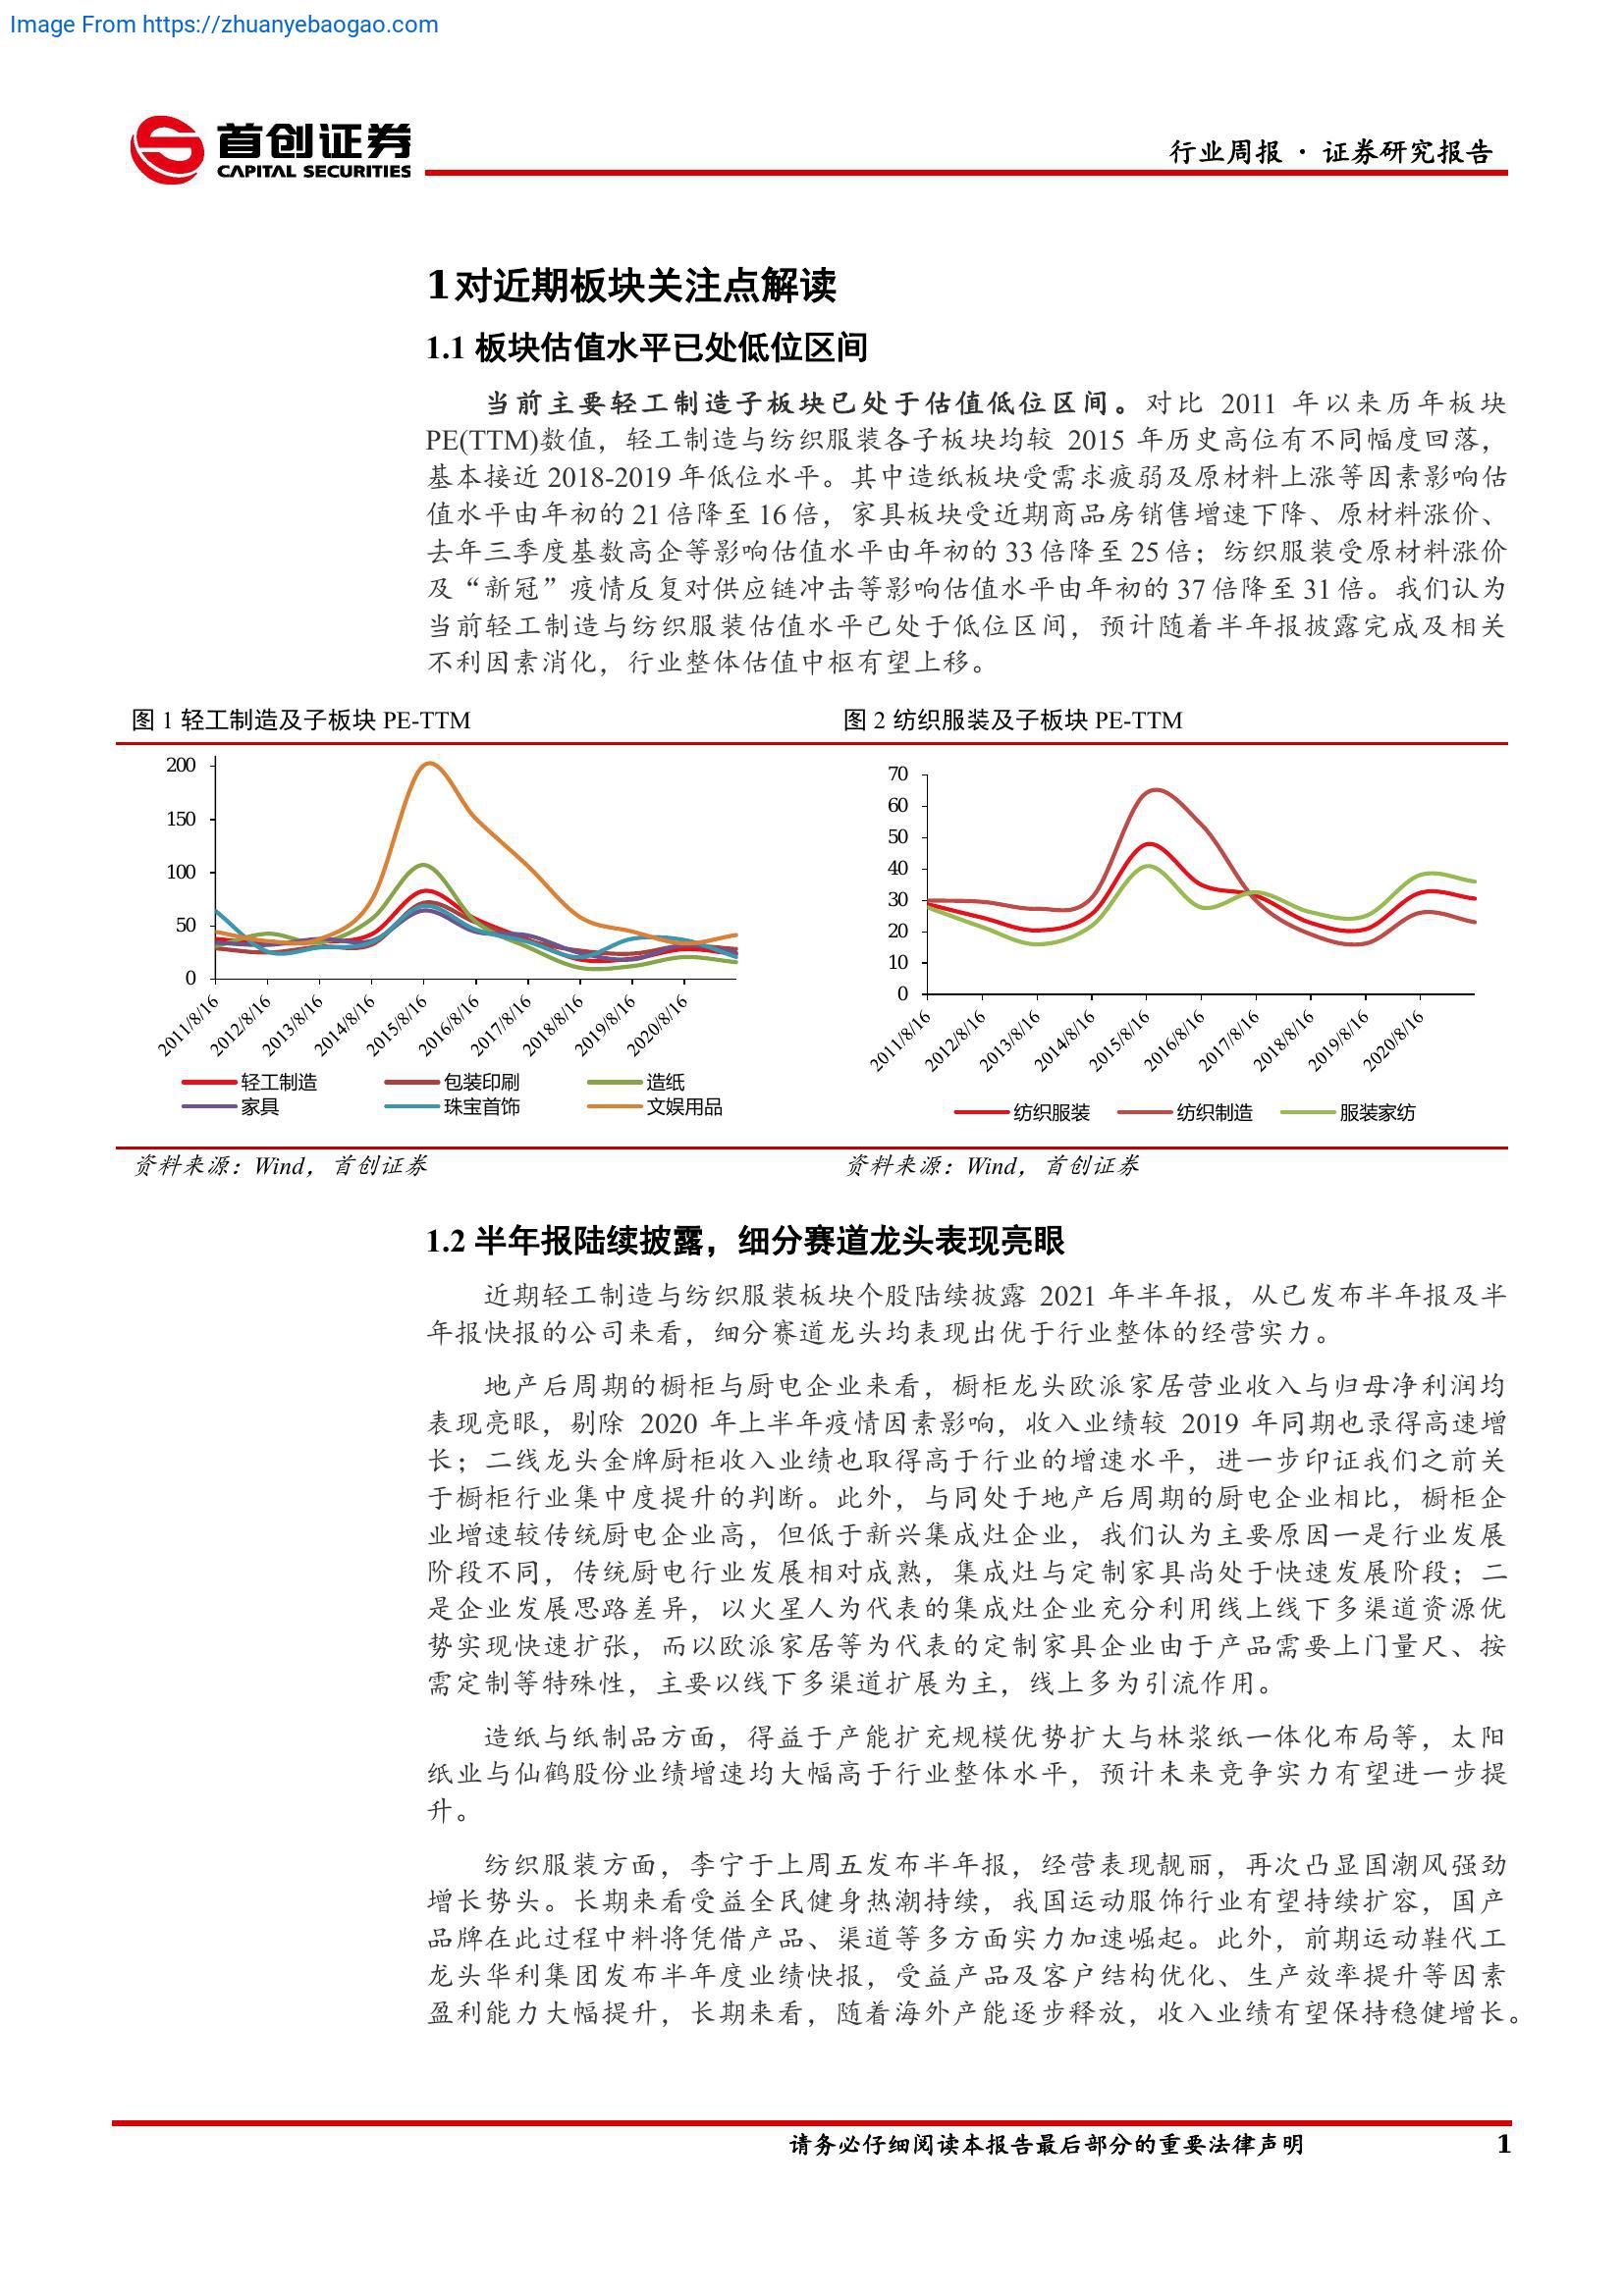 Image From https://zhuanyebaogao.com
首创证券
CAPITAL SECURITIES
行业周报 · 证券研究报告
1 对近期板块关注点解读
1.1 板块估值水平已处低位区间
当前主要轻工制造子板块已处于估值低位区间。对比 2011 年以来历年板块
PE(TTM)数值，轻工制造与纺织服装各子板块均较 2015 年历史高位有不同幅度回落，
基本接近 2018-2019 年低位水平。其中造纸板块受需求疲弱及原材料上涨等因素影响估
值水平由年初的 21 倍降至 16 倍，家具板块受近期商品房销售增速下降、原材料涨价、
去年三季度基数高企等影响估值水平由年初的 33 倍降至 25 倍；纺织服装受原材料涨价
及“新冠”疫情反复对供应链冲击等影响估值水平由年初的 37 倍降至 31 倍。我们认为
当前轻工制造与纺织服装估值水平已处于低位区间，预计随着半年报披露完成及相关
不利因素消化，行业整体估值中枢有望上移。
图 1 轻工制造及子板块 PE-TTM
200
150
100
50
0
2011/8/16
2012/8/16
2013/8/16
2014/8/16
2015/8/16
2016/8/16
2017/8/16
2018/8/16
2019/8/16
2020/8/16
轻工制造
包装印刷
造纸
家具
珠宝首饰
文娱用品
资料来源：Wind，首创证券
图 2 纺织服装及子板块 PE-TTM
70
60
50
40
30
20
10
0
2011/8/16
2012/8/16
2013/8/16
2014/8/16
2015/8/16
2016/8/16
2017/8/16
2018/8/16
2019/8/16
2020/8/16
纺织服装
纺织制造
服装家纺
资料来源：Wind，首创证券
1.2 半年报陆续披露，细分赛道龙头表现亮眼
近期轻工制造与纺织服装板块个股陆续披露 2021 年半年报，从已发布半年报及半
年报快报的公司来看，细分赛道龙头均表现出优于行业整体的经营实力。
地产后周期的橱柜与厨电企业来看，橱柜龙头欧派家居营业收入与归母净利润均
表现亮眼，剔除 2020 年上半年疫情因素影响，收入业绩较 2019 年同期也录得高速增
长；二线龙头金牌厨柜收入业绩也取得高于行业的增速水平，进一步印证我们之前关
于橱柜行业集中度提升的判断。此外，与同处于地产后周期的厨电企业相比，橱柜企
业增速较传统厨电企业高，但低于新兴集成灶企业，我们认为主要原因一是行业发展
阶段不同，传统厨电行业发展相对成熟，集成灶与定制家具尚处于快速发展阶段；二
是企业发展思路差异，以火星人为代表的集成灶企业充分利用线上线下多渠道资源优
势实现快速扩张，而以欧派家居等为代表的定制家具企业由于产品需要上门量尺、按
需定制等特殊性，主要以线下多渠道扩展为主，线上多为引流作用。
造纸与纸制品方面，得益于产能扩充规模优势扩大与林浆纸一体化布局等，太阳
纸业与仙鹤股份业绩增速均大幅高于行业整体水平，预计未来竞争实力有望进一步提
升。
纺织服装方面，李宁于上周五发布半年报，经营表现靓丽，再次凸显国潮风强劲
增长势头。长期来看受益全民健身热潮持续，我国运动服饰行业有望持续扩容，国产
品牌在此过程中料将凭借产品、渠道等多方面实力加速崛起。此外，前期运动鞋代工
龙头华利集团发布半年度业绩快报，受益产品及客户结构优化、生产效率提升等因素
盈利能力大幅提升，长期来看，随着海外产能逐步释放，收入业绩有望保持稳健增长。
请务必仔细阅读本报告最后部分的重要法律声明
1